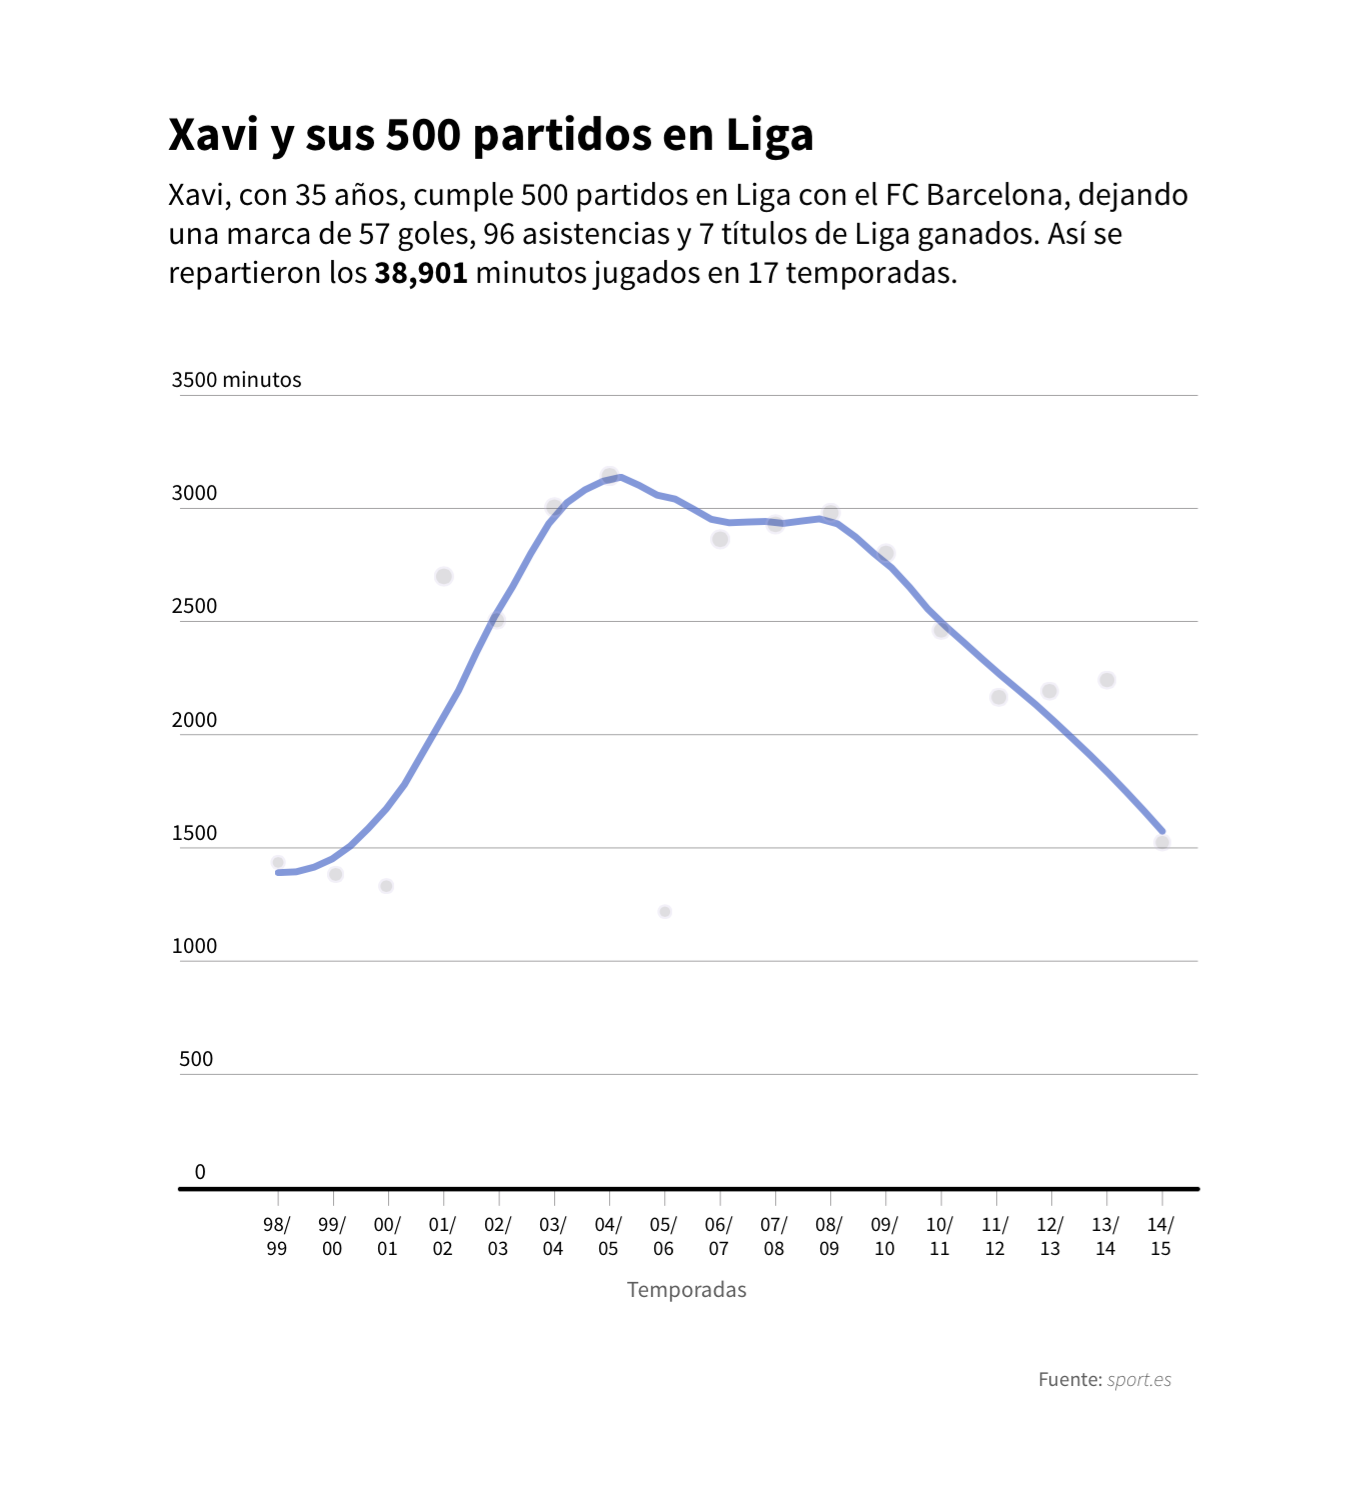 Xavi y sus 500 partidos en Liga
Xavi, con 35 años, cumple 500 partidos en Liga con el FC Barcelona, dejando
una marca de 57 goles, 96 asistencias y 7 títulos de Liga ganados. Así se
repartieron los 38,901 minutos jugados en 17 temporadas.
3500 minutos
3000
2500
2000
1500
1000
500
0
98/ 99/ 00/ 01/ 02/ 03/ 04/ 05/ 06/ 07/ 08/ 09/ 10/ 11/ 12/ 13/ 14/
99 00 01 02 03 04 05 06 07 08 09 10 11 12 13 14 15
Temporadas
Fuente: sport.es